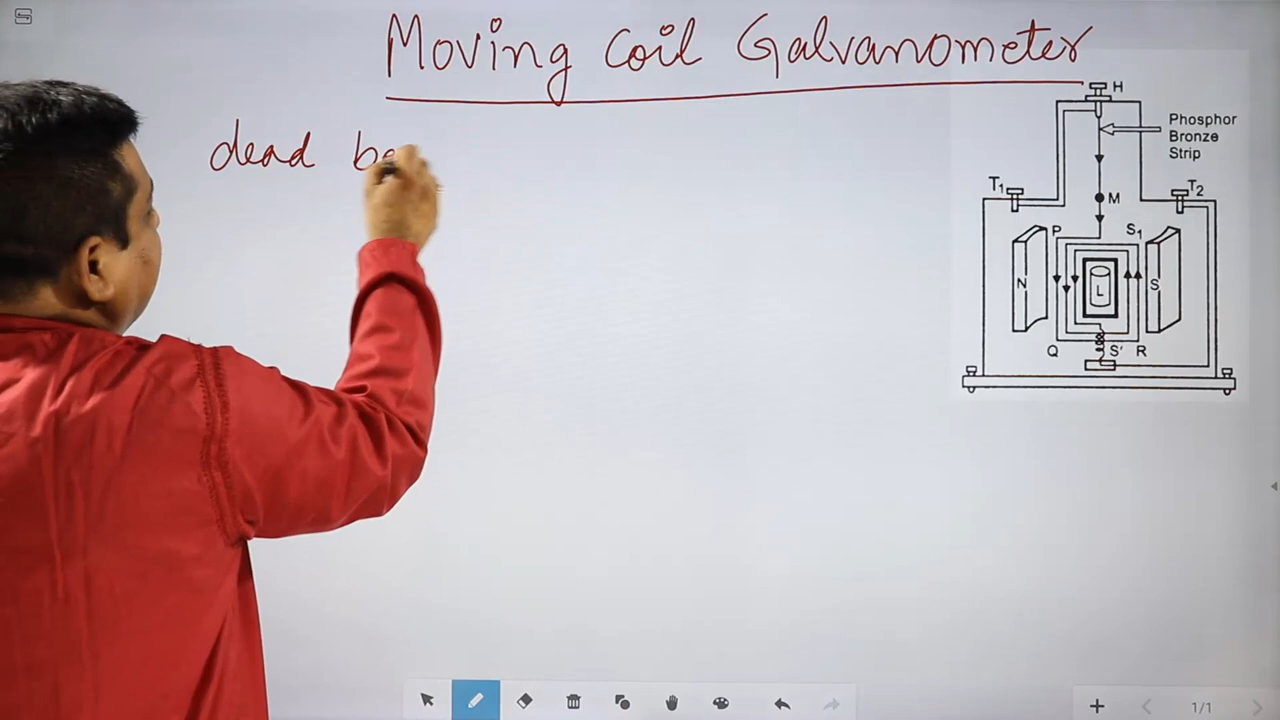 Moving Coil Galvanometer
dead
H
Phosphor
Bronze
Strip
T1
T2
M
P
S1
N
L
S
Q
S'
R
1/1